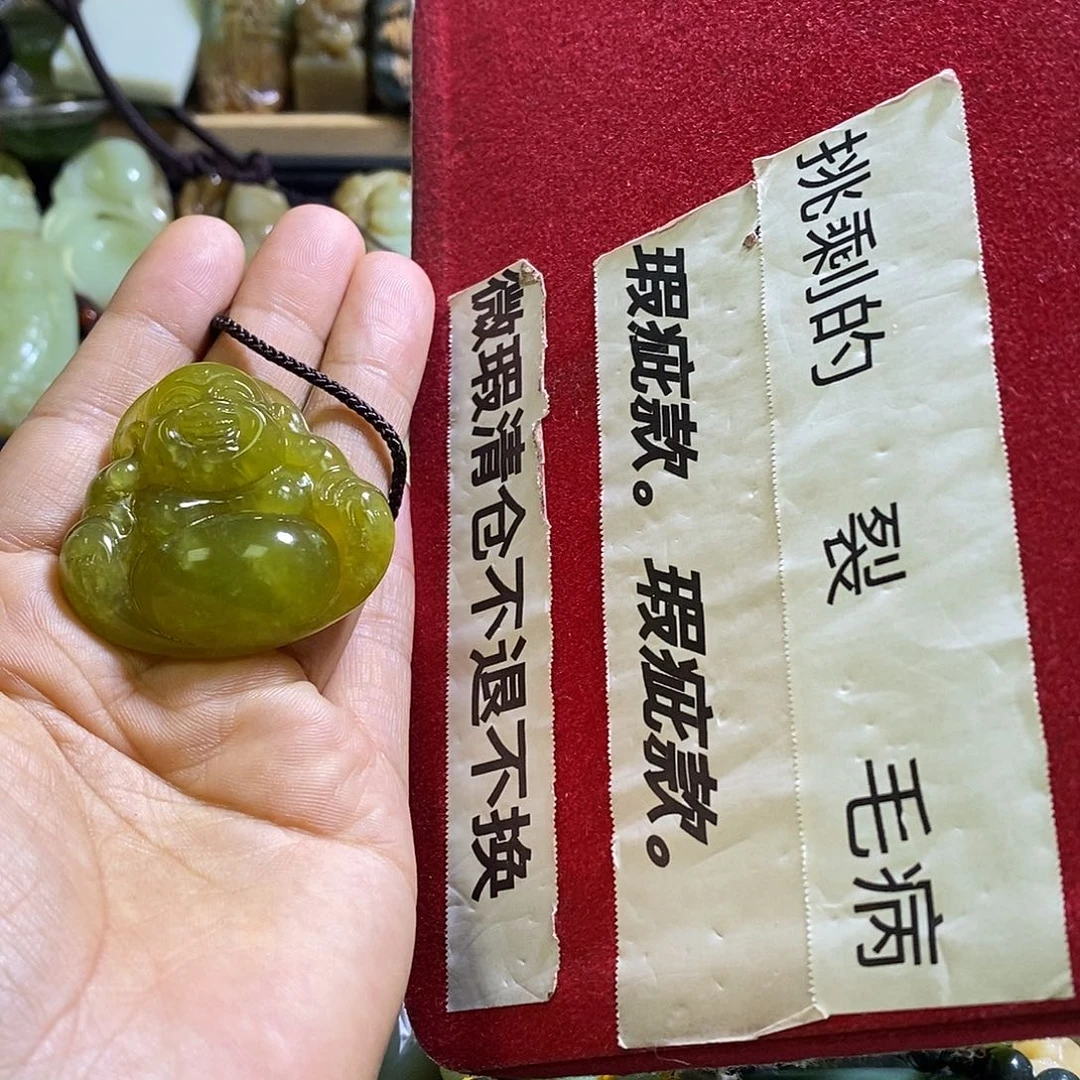 挑剩的 裂 毛病
瑕疵款。瑕疵款。
微瑕清仓不退不换